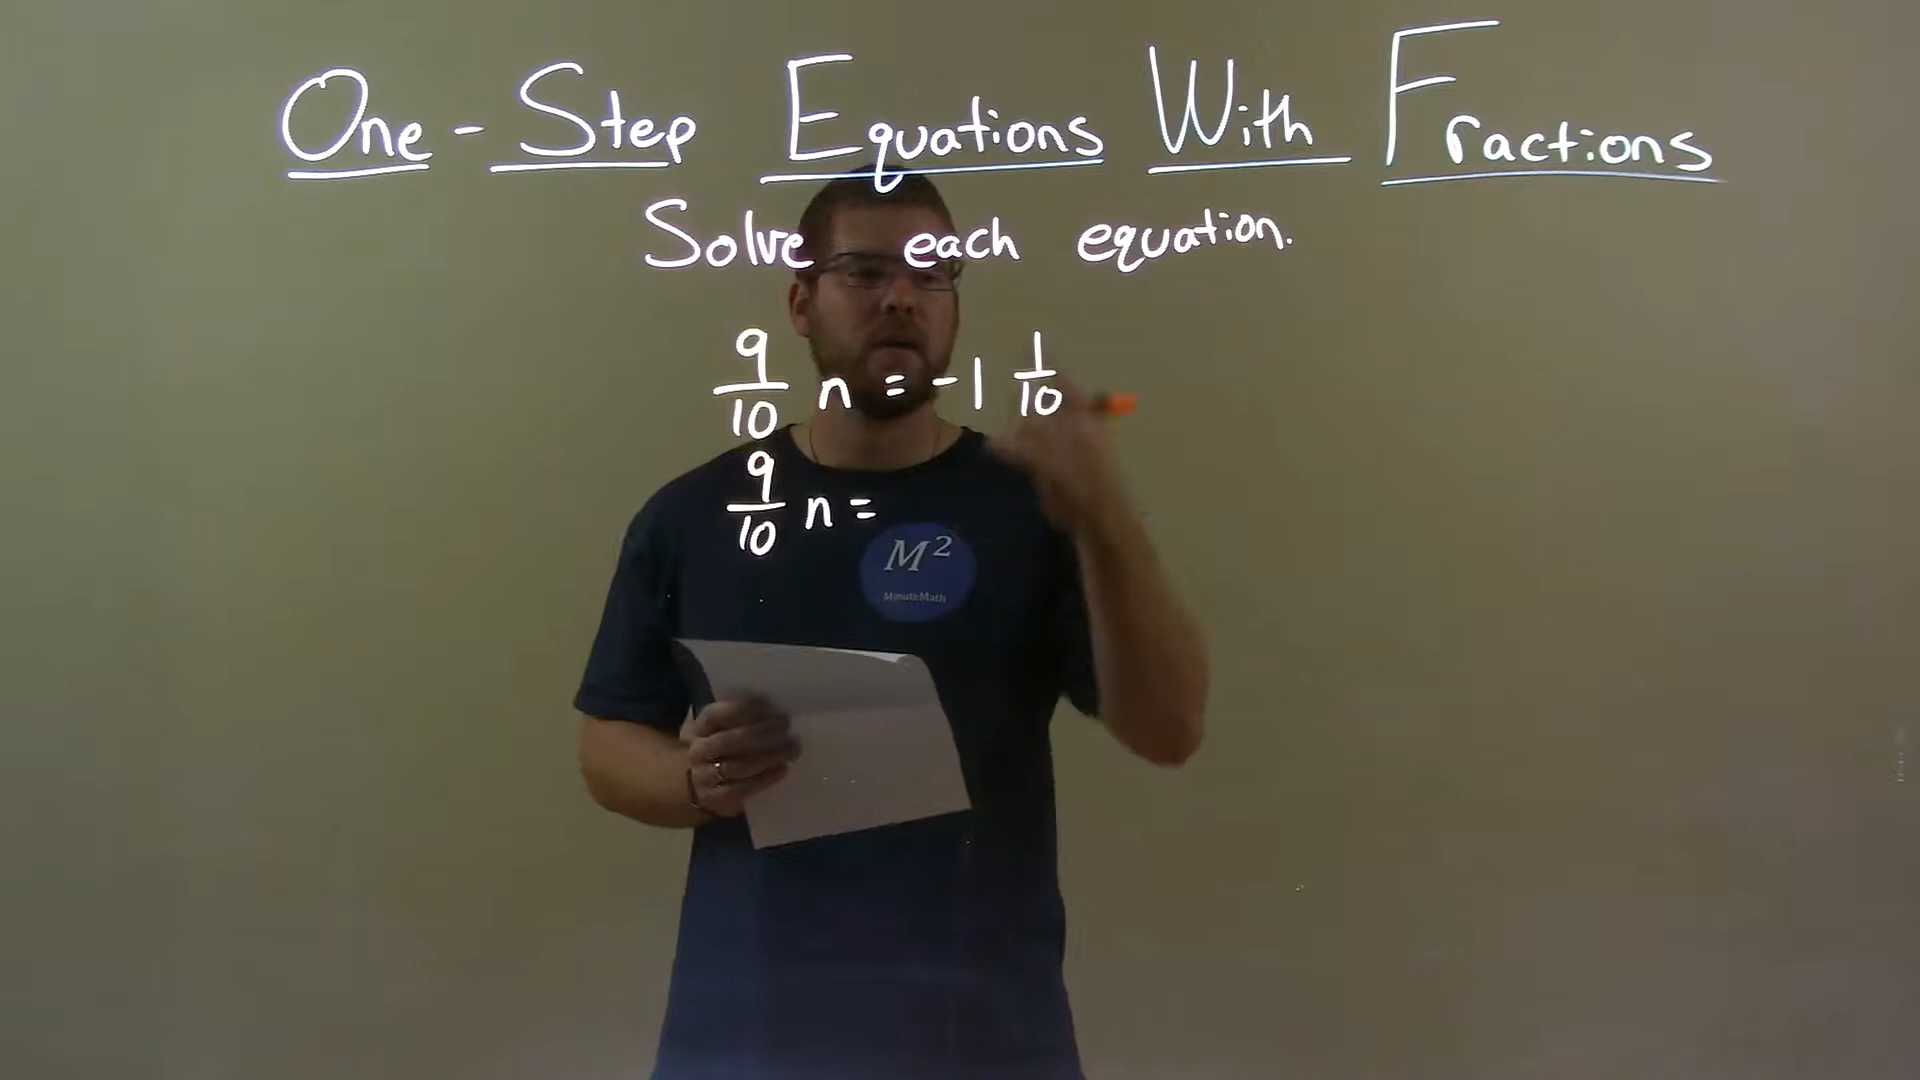 One-Step Equations With Fractions
Solve each equation.
9/10 n = -1 1/10
9/10 n =
M²
MinuteMath